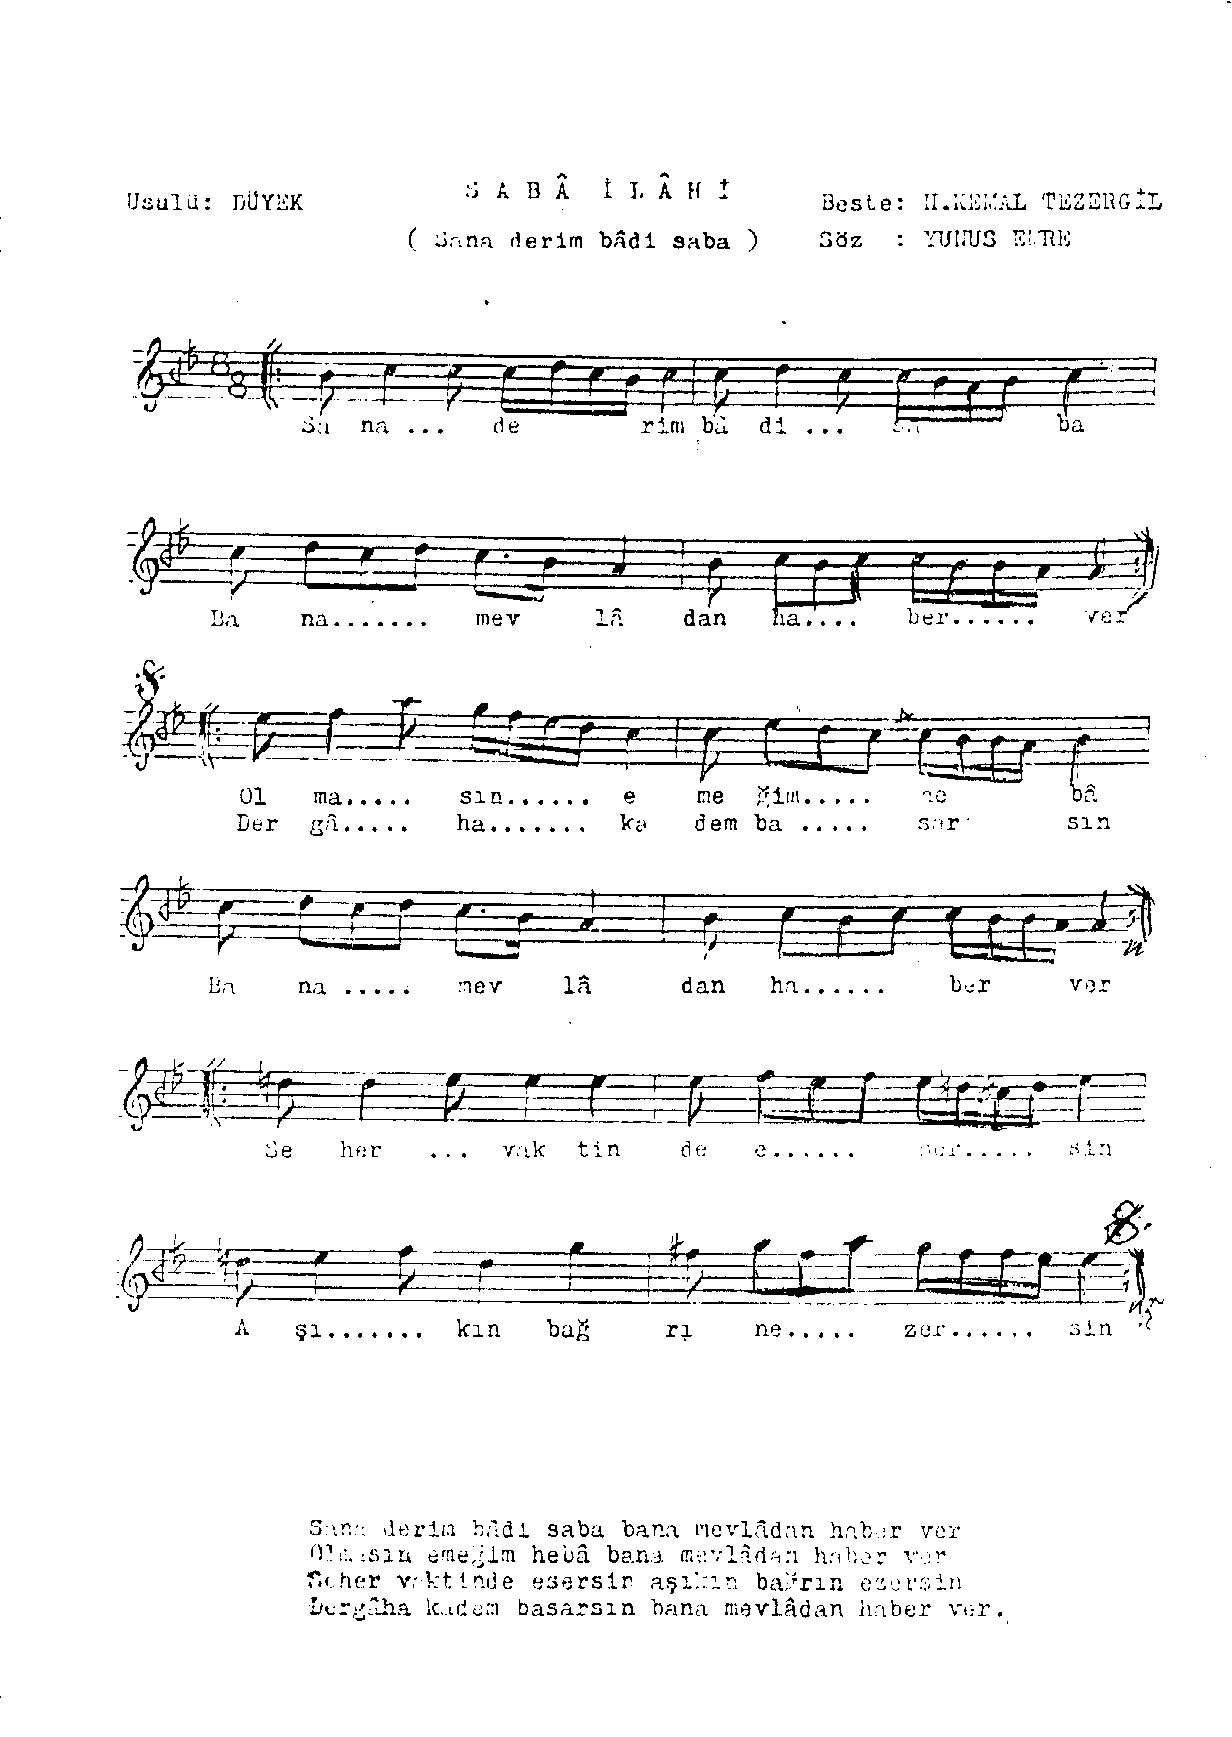 SABÂ İLÂHİ
Usulü: DÜYEK
Beste: H.KEMAL TEZERGİL
( Sana derim bâdi saba )
Söz : YUNUS EMRE
8
8
Sa na ... de rim bâ di ... sa ba
Ba na....... mev lâ dan ha.... ber...... ver
Ol ma..... sın...... e me ğim..... he bâ
Der gâ..... ha....... ka dem ba ..... sar sın
Ba na ..... mev lâ dan ha...... ber ver
Se her ... vak tin de e...... ser..... sin
A şı....... kın bağ rı ne..... zer...... sin
Sana derim bâdi saba bana mevlâdan haber ver
Olmasın emeğim hebâ bana mevlâdan haber ver
Seher vaktinde esersin aşıkın bağrın ezersin
Dergâha kadem basarsın bana mevlâdan haber ver.